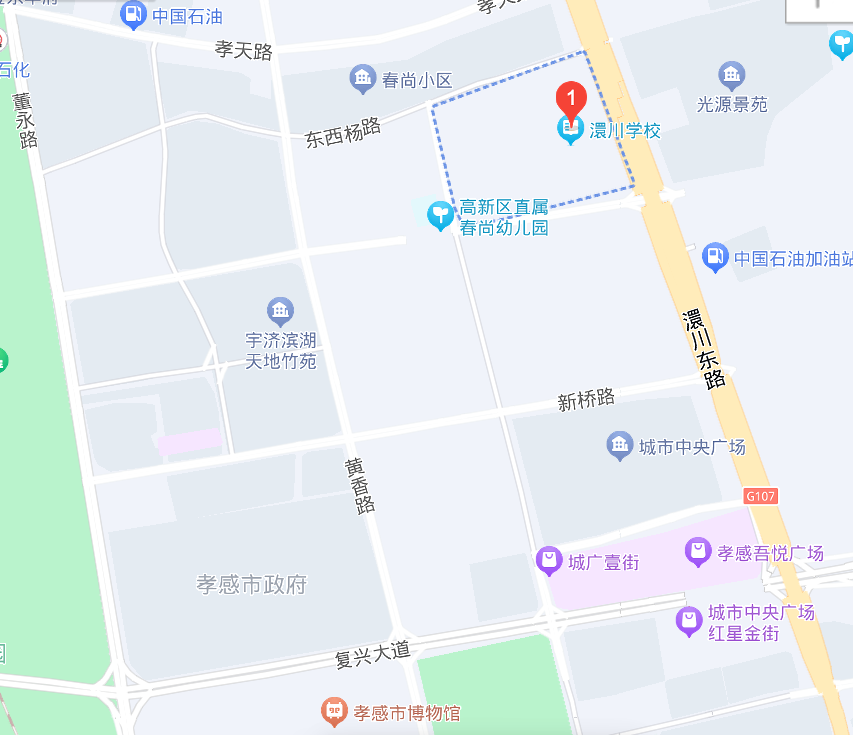 中国石油
孝天路
石化
春尚小区
光源景苑
董永路
1
东西杨路
澴川学校
高新区直属
春尚幼儿园
中国石油加油站
宇济滨湖
天地竹苑
澴川东路
新桥路
城市中央广场
黄香路
G107
城广壹街
孝感吾悦广场
孝感市政府
城市中央广场
红星金街
复兴大道
孝感市博物馆